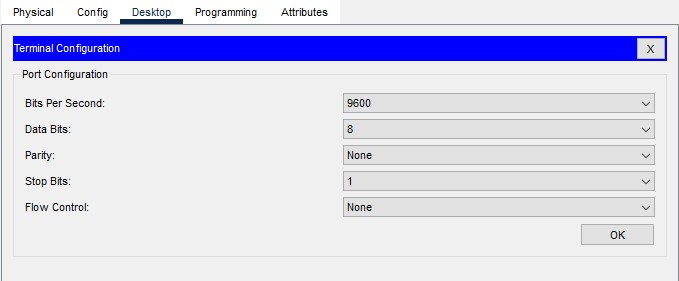 Physical Config Desktop Programming Attributes
Terminal Configuration X
Port Configuration
Bits Per Second: 9600
Data Bits: 8
Parity: None
Stop Bits: 1
Flow Control: None
OK